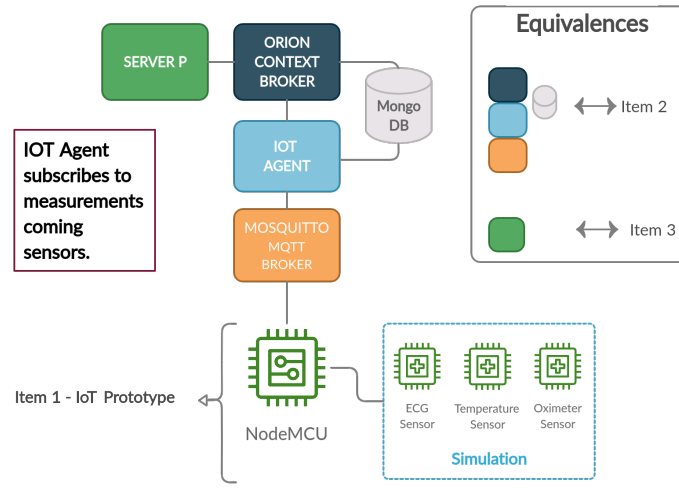 Equivalences
SERVER P
ORION
CONTEXT
BROKER
Mongo
DB
Item 2
IOT
AGENT
IOT Agent
subscribes to
measurements
coming
sensors.
MOSQUITTO
MQTT
BROKER
Item 3
Item 1 - IoT Prototype
NodeMCU
ECG
Sensor
Temperature
Sensor
Oximeter
Sensor
Simulation